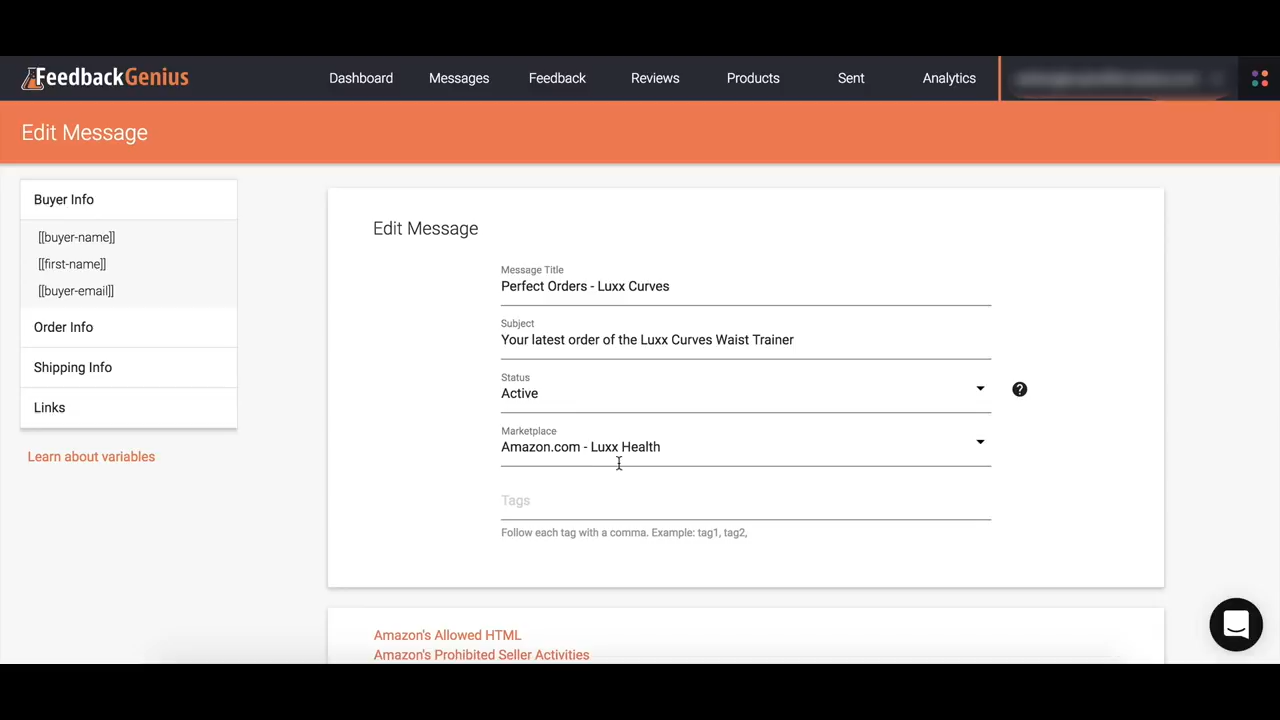 FeedbackGenius
Dashboard
Messages
Feedback
Reviews
Products
Sent
Analytics
Edit Message
Buyer Info
[[buyer-name]]
[[first-name]]
[[buyer-email]]
Order Info
Shipping Info
Links
Learn about variables
Edit Message
Message Title
Perfect Orders - Luxx Curves
Subject
Your latest order of the Luxx Curves Waist Trainer
Status
Active
?
Marketplace
Amazon.com - Luxx Health
Tags
Follow each tag with a comma. Example: tag1, tag2,
Amazon's Allowed HTML
Amazon's Prohibited Seller Activities